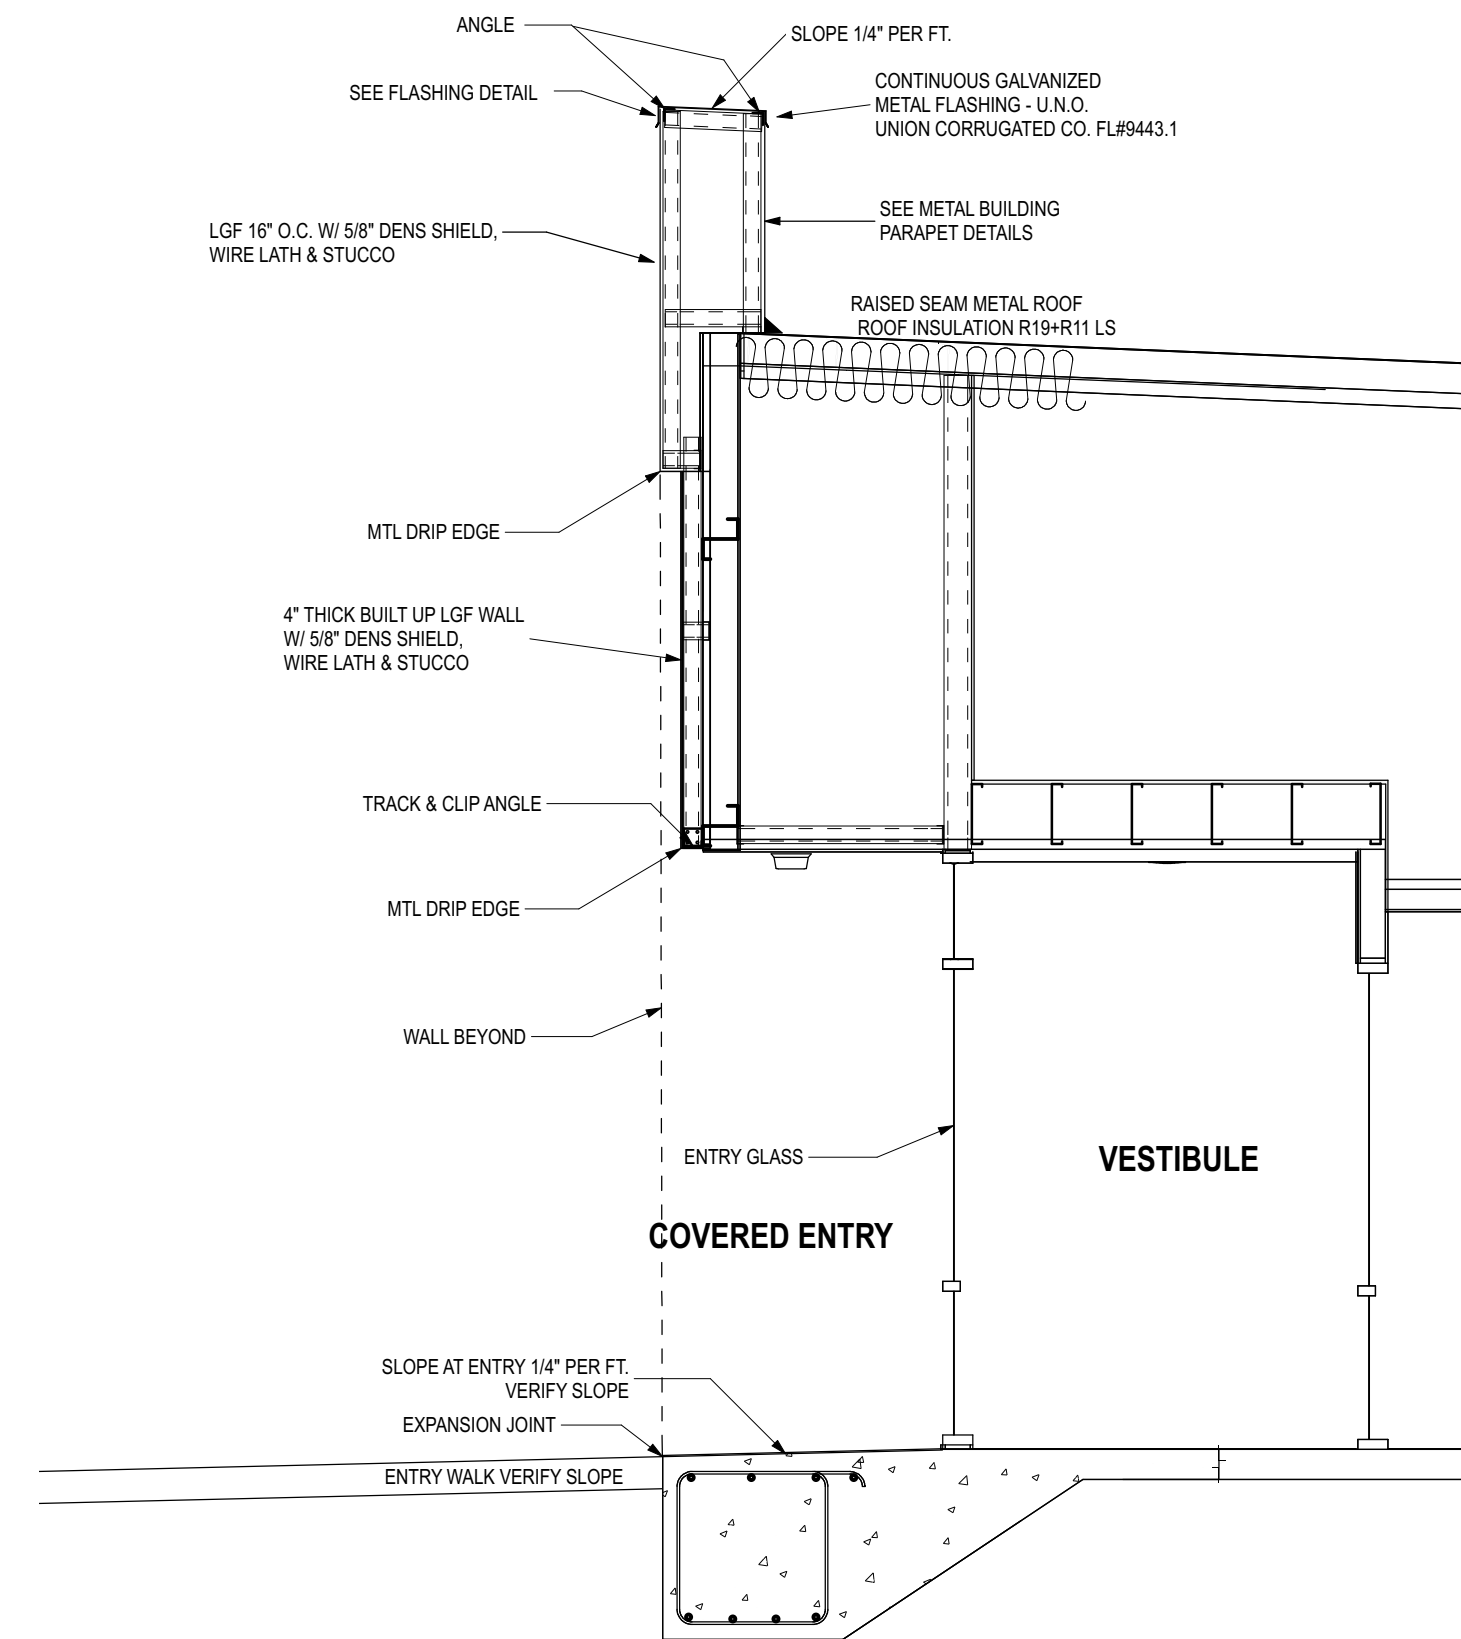 ANGLE
SLOPE 1/4" PER FT.
SEE FLASHING DETAIL
CONTINUOUS GALVANIZED
METAL FLASHING - U.N.O.
UNION CORRUGATED CO. FL#9443.1
LGF 16" O.C. W/ 5/8" DENS SHIELD,
WIRE LATH & STUCCO
SEE METAL BUILDING
PARAPET DETAILS
RAISED SEAM METAL ROOF
ROOF INSULATION R19+R11 LS
MTL DRIP EDGE
4" THICK BUILT UP LGF WALL
W/ 5/8" DENS SHIELD,
WIRE LATH & STUCCO
TRACK & CLIP ANGLE
MTL DRIP EDGE
WALL BEYOND
ENTRY GLASS
VESTIBULE
COVERED ENTRY
SLOPE AT ENTRY 1/4" PER FT.
VERIFY SLOPE
EXPANSION JOINT
ENTRY WALK VERIFY SLOPE